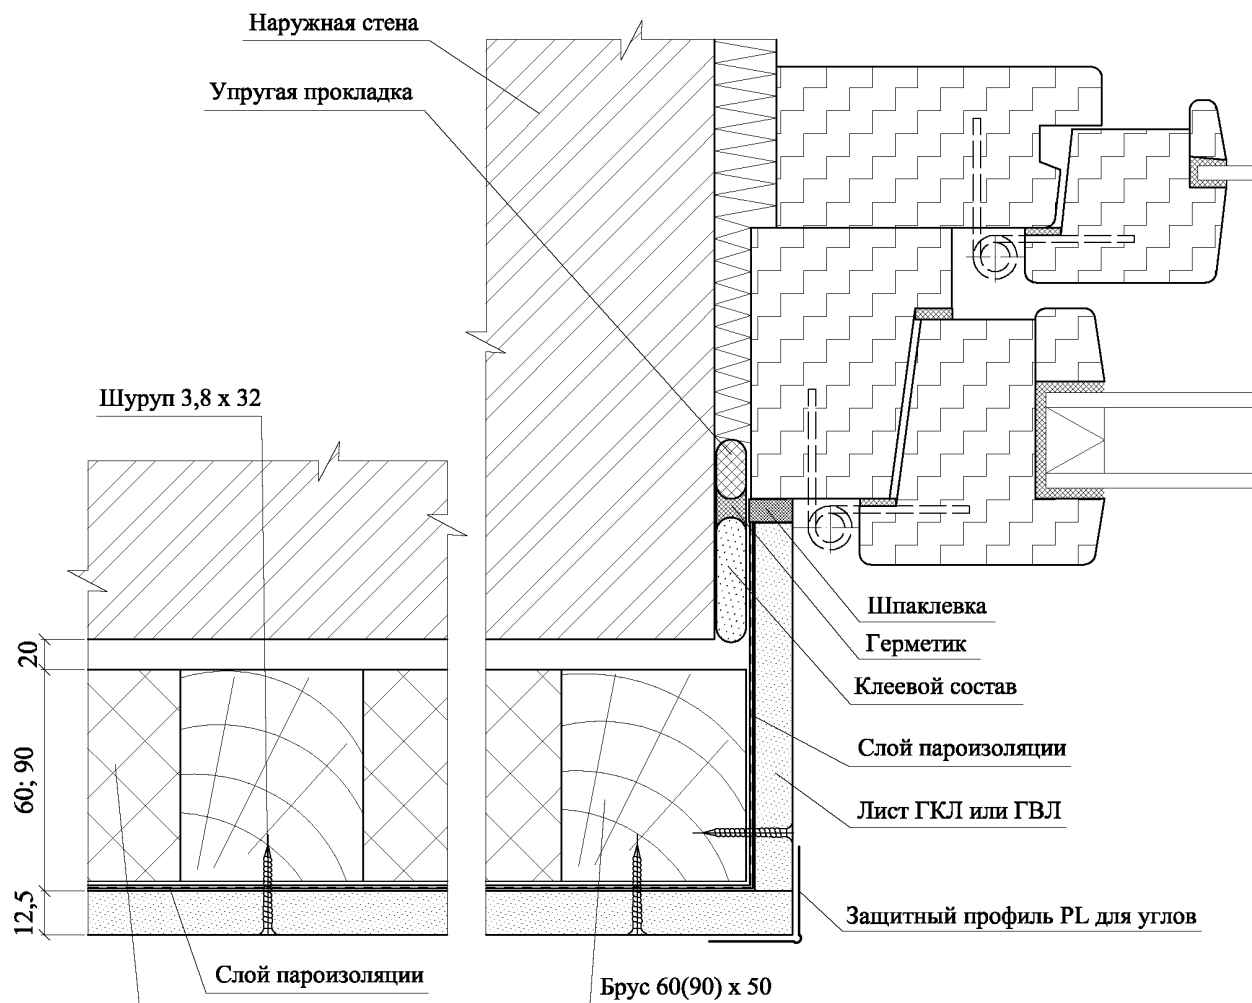 Наружная стена
Упругая прокладка
Шуруп 3,8 х 32
Шпаклевка
Герметик
Клеевой состав
Слой пароизоляции
Лист ГКЛ или ГВЛ
Защитный профиль PL для углов
20
60; 90
12,5
Слой пароизоляции
Брус 60(90) х 50